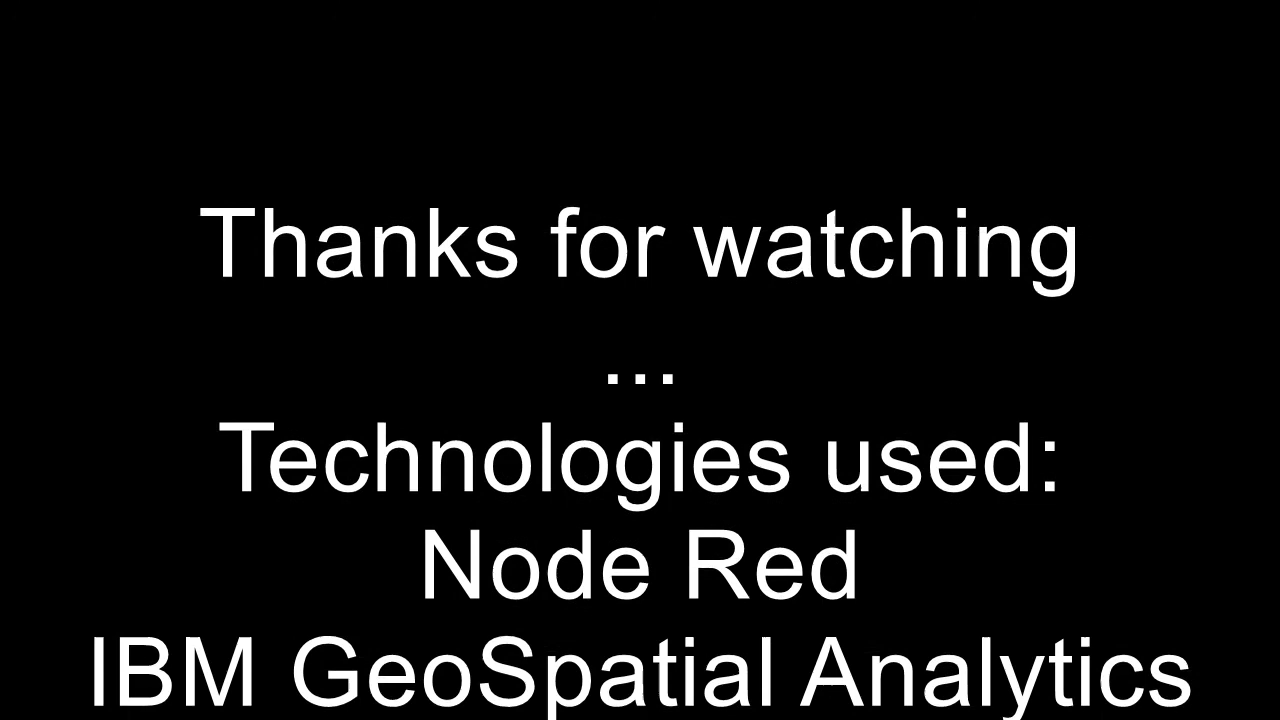 Thanks for watching
...
Technologies used:
Node Red
IBM GeoSpatial Analytics